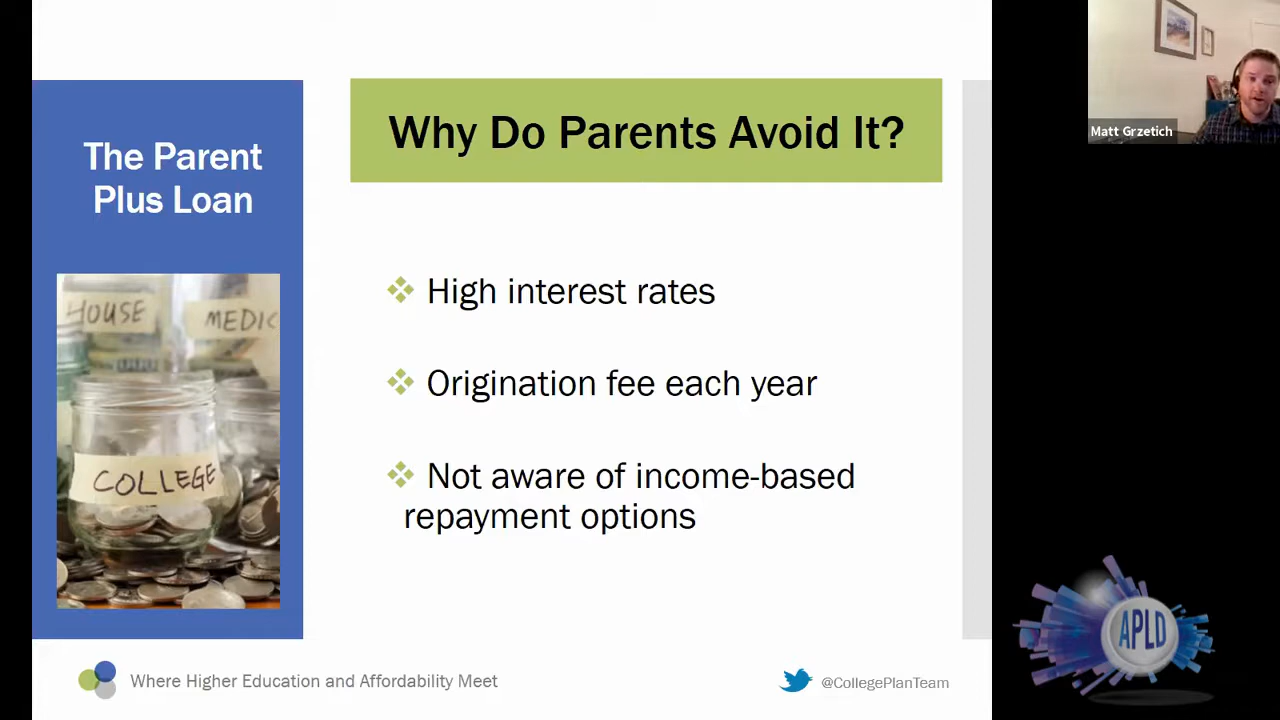 Matt Grzetich
Why Do Parents Avoid It?
The Parent
Plus Loan
HOUSE
MEDIC
COLLEGE
High interest rates
Origination fee each year
Not aware of income-based
repayment options
APLD
Where Higher Education and Affordability Meet
@CollegePlanTeam